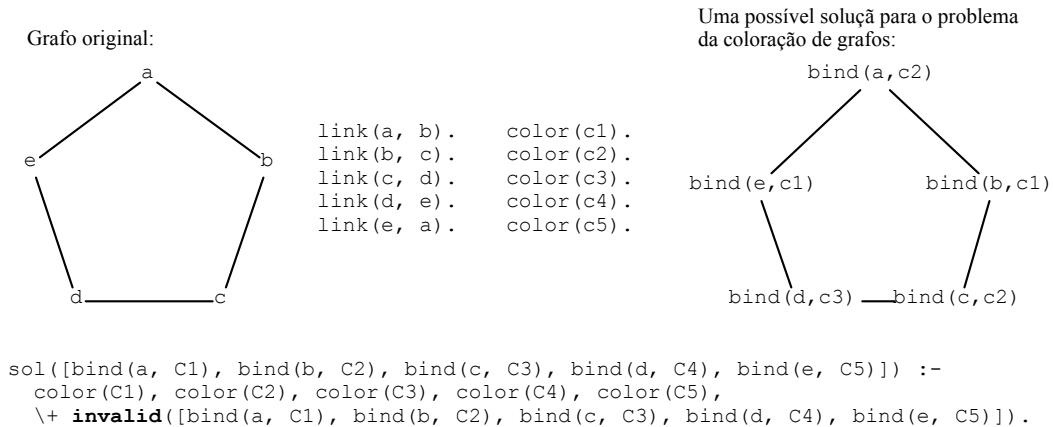 Grafo original:
a
e
b
d
c
link(a, b). color(c1).
link(b, c). color(c2).
link(c, d). color(c3).
link(d, e). color(c4).
link(e, a). color(c5).
Uma possível soluçã para o problema
da coloração de grafos:
bind(a,c2)
bind(e,c1) bind(b,c1)
bind(d,c3) bind(c,c2)
sol([bind(a, C1), bind(b, C2), bind(c, C3), bind(d, C4), bind(e, C5)]) :-
color(C1), color(C2), color(C3), color(C4), color(C5),
\+ invalid([bind(a, C1), bind(b, C2), bind(c, C3), bind(d, C4), bind(e, C5)]).